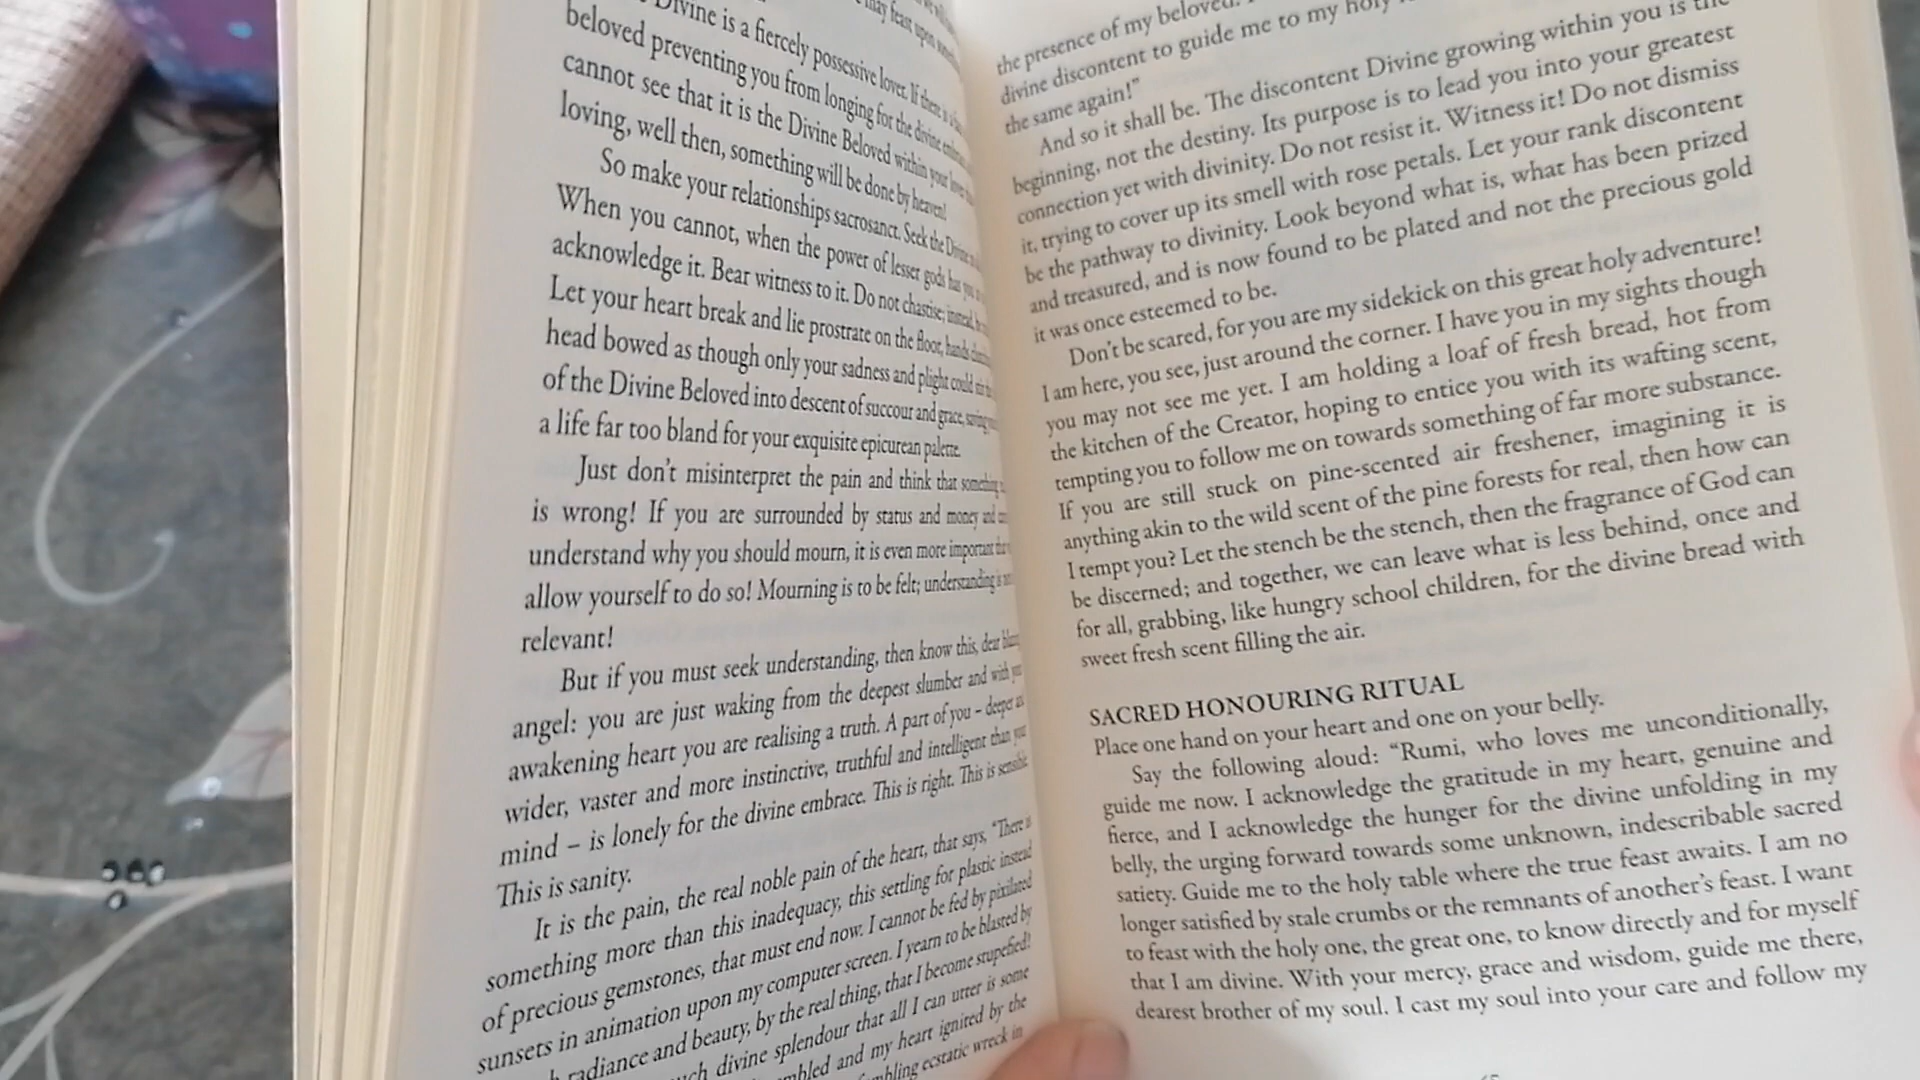 may feast upon
Divine is a fiercely possessive lover. If there is a
beloved preventing you from longing for the divine
cannot see that it is the Divine Beloved within your
loving, well then, something will be done by heaven!
So make your relationships sacrosanct. Seek the Divine
When you cannot, when the power of lesser gods has you
acknowledge it. Bear witness to it. Do not chastise; instead,
Let your heart break and lie prostrate on the floor, hands
head bowed as though only your sadness and plight could
of the Divine Beloved into descent of succour and grace, saving
a life far too bland for your exquisite epicurean palette.
Just don't misinterpret the pain and think that something
is wrong! If you are surrounded by status and money and
understand why you should mourn, it is even more important
allow yourself to do so! Mourning is to be felt; understanding is
relevant!
But if you must seek understanding, then know this, dear
angel: you are just waking from the deepest slumber and with
awakening heart you are realising a truth. A part of you – deeper
wider, vaster and more instinctive, truthful and intelligent than your
mind – is lonely for the divine embrace. This is right. This is sensible.
This is sanity.
It is the pain, the real noble pain of the heart, that says, "There is
something more than this inadequacy, this settling for plastic instead
of precious gemstones, that must end now. I cannot be fed by pixilated
sunsets in animation upon my computer screen. I yearn to be blasted by
radiance and beauty, by the real thing, that I become stupefied!
divine splendour that all I can utter is some
and my heart ignited by the
ecstatic wreck in
the presence of my beloved.
divine discontent to guide me to my holy
the same again!"
And so it shall be. The discontent Divine growing within you is the
beginning, not the destiny. Its purpose is to lead you into your greatest
connection yet with divinity. Do not resist it. Witness it! Do not dismiss
it, trying to cover up its smell with rose petals. Let your rank discontent
be the pathway to divinity. Look beyond what is, what has been prized
and treasured, and is now found to be plated and not the precious gold
it was once esteemed to be.
Don't be scared, for you are my sidekick on this great holy adventure!
I am here, you see, just around the corner. I have you in my sights though
you may not see me yet. I am holding a loaf of fresh bread, hot from
the kitchen of the Creator, hoping to entice you with its wafting scent,
tempting you to follow me on towards something of far more substance.
If you are still stuck on pine-scented air freshener, imagining it is
anything akin to the wild scent of the pine forests for real, then how can
I tempt you? Let the stench be the stench, then the fragrance of God can
be discerned; and together, we can leave what is less behind, once and
for all, grabbing, like hungry school children, for the divine bread with
sweet fresh scent filling the air.
SACRED HONOURING RITUAL
Place one hand on your heart and one on your belly.
Say the following aloud: "Rumi, who loves me unconditionally,
guide me now. I acknowledge the gratitude in my heart, genuine and
fierce, and I acknowledge the hunger for the divine unfolding in my
belly, the urging forward towards some unknown, indescribable sacred
satiety. Guide me to the holy table where the true feast awaits. I am no
longer satisfied by stale crumbs or the remnants of another's feast. I want
to feast with the holy one, the great one, to know directly and for myself
that I am divine. With your mercy, grace and wisdom, guide me there,
dearest brother of my soul. I cast my soul into your care and follow my